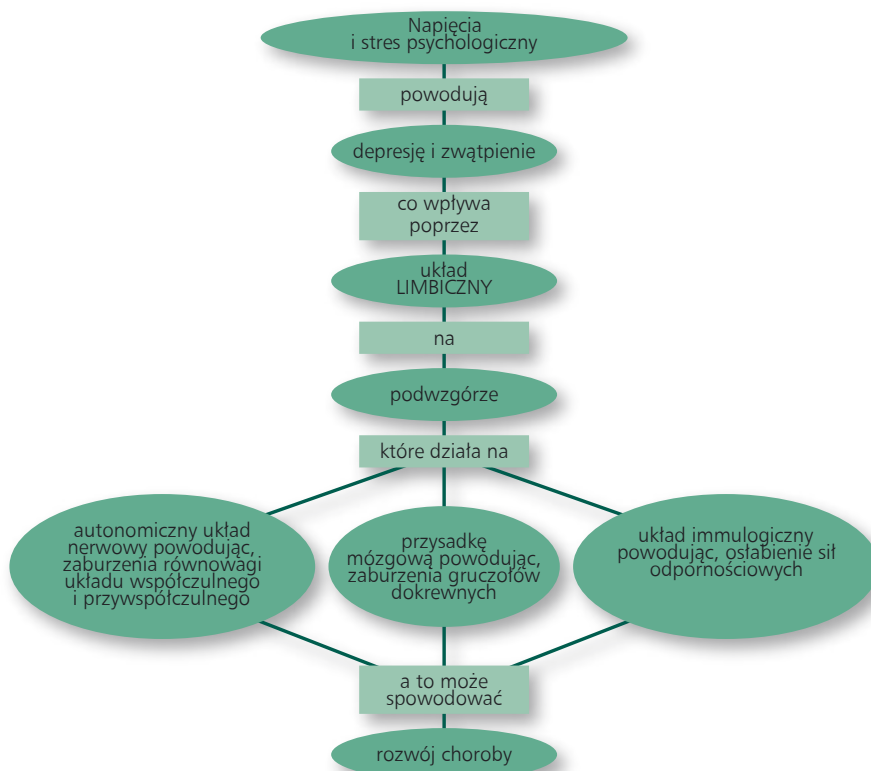 Napięcia
i stres psychologiczny
powodują
depresję i zwątpienie
co wpływa
poprzez
układ
LIMBICZNY
na
podwzgórze
które działa na
autonomiczny układ
nerwowy powodując,
zaburzenia równowagi
układu współczulnego
i przywspółczulnego
przysadkę
mózgową powodując,
zaburzenia gruczołów
dokrewnych
układ immulogiczny
powodując, osłabienie sił
odpornościowych
a to może
spowodować
rozwój choroby